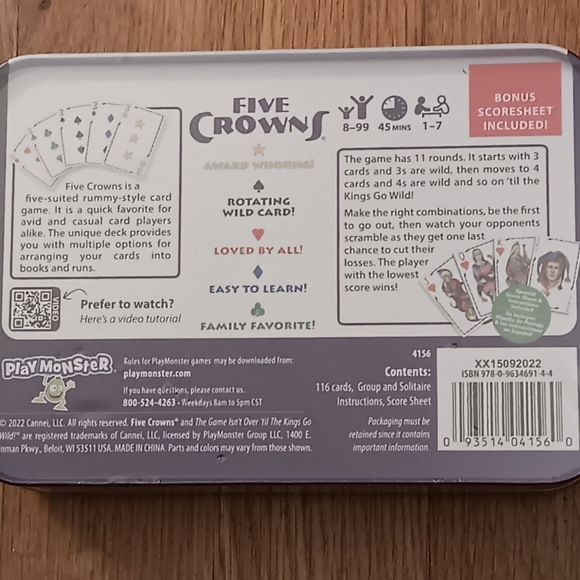 FIVE
CROWNS
8–99 45 MINS 1–7
BONUS
SCORESHEET
INCLUDED!
Five Crowns is a
five-suited rummy-style card
game. It is a quick favorite for
avid and casual card players
alike. The unique deck provides
you with multiple options for
arranging your cards into
books and runs.
VIDEO
Prefer to watch?
Here's a video tutorial
AWARD WINNING!
ROTATING
WILD CARD!
LOVED BY ALL!
EASY TO LEARN!
FAMILY FAVORITE!
The game has 11 rounds. It starts with 3
cards and 3s are wild, then moves to 4
cards and 4s are wild and so on 'til the
Kings Go Wild!
Make the right combinations, be the first
to go out, then watch your opponents
scramble as they get one last
chance to cut their
losses. The player
with the lowest
score wins!
Spanish
Score Sheet &
Instructions
Included
en Español
PLAYMONSTER
Rules for PlayMonster games may be downloaded from:
playmonster.com
If you have questions, please contact us.
800-524-4263 • Weekdays 8am to 5pm CST
© 2022 Cannei, LLC. All rights reserved. Five Crowns® and The Game Isn't Over 'til The Kings Go
Wild!® are registered trademarks of Cannei, LLC, licensed by PlayMonster Group LLC, 1400 E.
Inman Pkwy., Beloit, WI 53511 USA. MADE IN CHINA. Parts and colors may vary from those shown.
4156
Contents:
116 cards, Group and Solitaire
Instructions, Score Sheet
Packaging must be
retained since it contains
important information.
XX15092022
ISBN 978-0-9634691-4-4
0 93514 04156 0